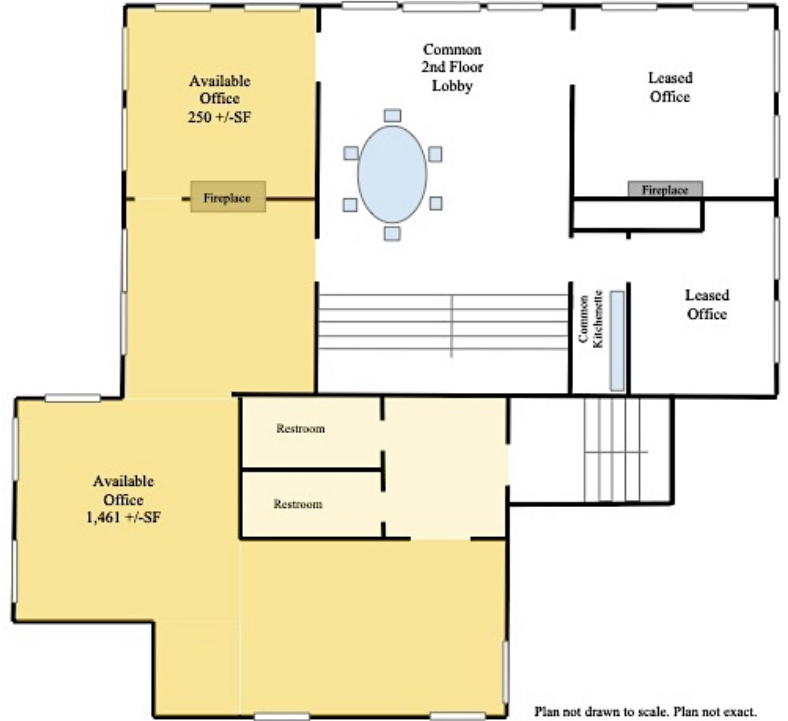 Available
Office
250 +/-SF
Common
2nd Floor
Lobby
Leased
Office
Fireplace
Fireplace
Leased
Office
Common
Kitchenette
Restroom
Restroom
Available
Office
1,461 +/-SF
Plan not drawn to scale. Plan not exact.